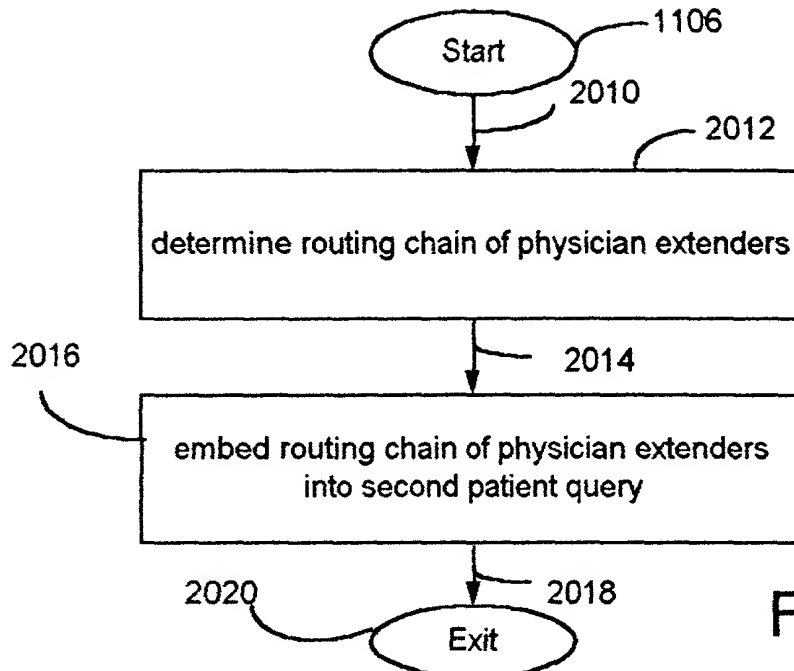 Start
1106
2010
2012
determine routing chain of physician extenders
2014
2016
embed routing chain of physician extenders
into second patient query
2018
2020
Exit
F